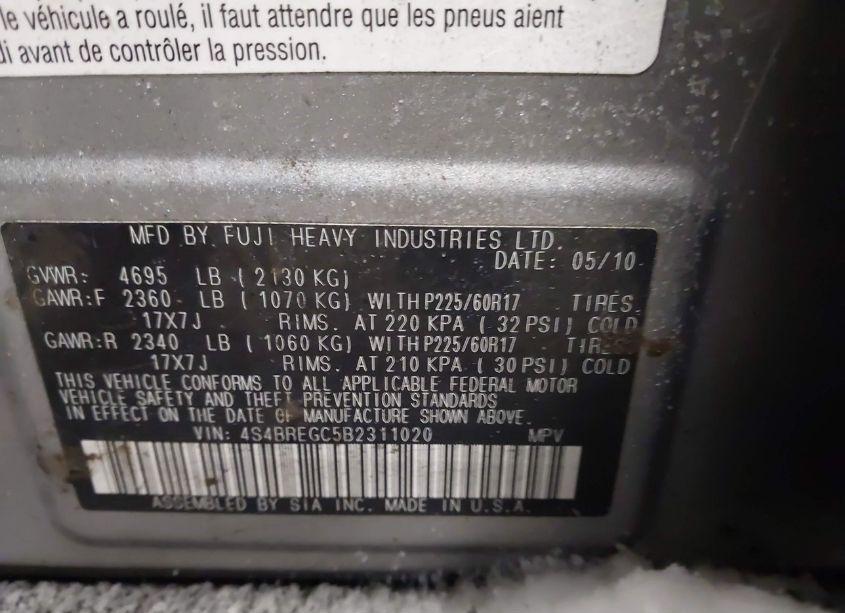 le véhicule a roulé, il faut attendre que les pneus aient
di avant de contrôler la pression.
MFD BY FUJI HEAVY INDUSTRIES LTD.
DATE: 05/10
GVWR: 4695 LB ( 2130 KG)
GAWR:F 2360 LB ( 1070 KG) WITH P225/60R17 TIRES.
17X7J RIMS. AT 220 KPA ( 32 PSI) COLD
GAWR:R 2340 LB ( 1060 KG) WITH P225/60R17 TIRES
17X7J RIMS. AT 210 KPA ( 30 PSI) COLD
THIS VEHICLE CONFORMS TO ALL APPLICABLE FEDERAL MOTOR
VEHICLE SAFETY AND THEFT PREVENTION STANDARDS
IN EFFECT ON THE DATE OF MANUFACTURE SHOWN ABOVE.
VIN: 4S4BREGC5B2311020 MPV
ASSEMBLED BY SIA INC. MADE IN U.S.A.